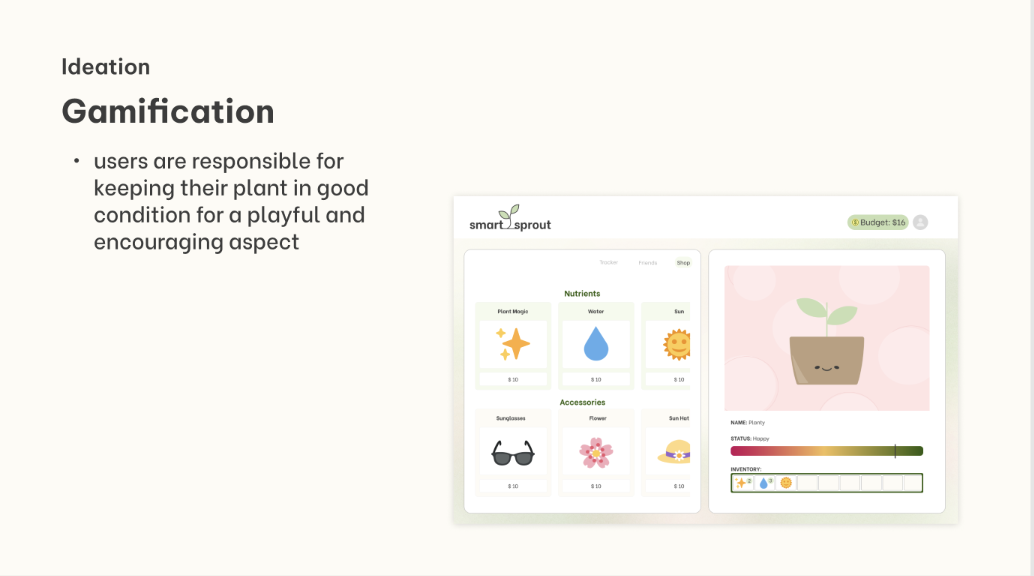 Ideation
Gamification
• users are responsible for
keeping their plant in good
condition for a playful and
encouraging aspect
smart sprout
Budget: $16
Tracker Friends Shop
Nutrients
Plant Magic Water Sun
$ 10 $ 10 $ 10
Accessories
Sunglasses Flower Sun Hat
$ 10 $ 10 $ 10
NAME: Planty
STATUS: Happy
INVENTORY: